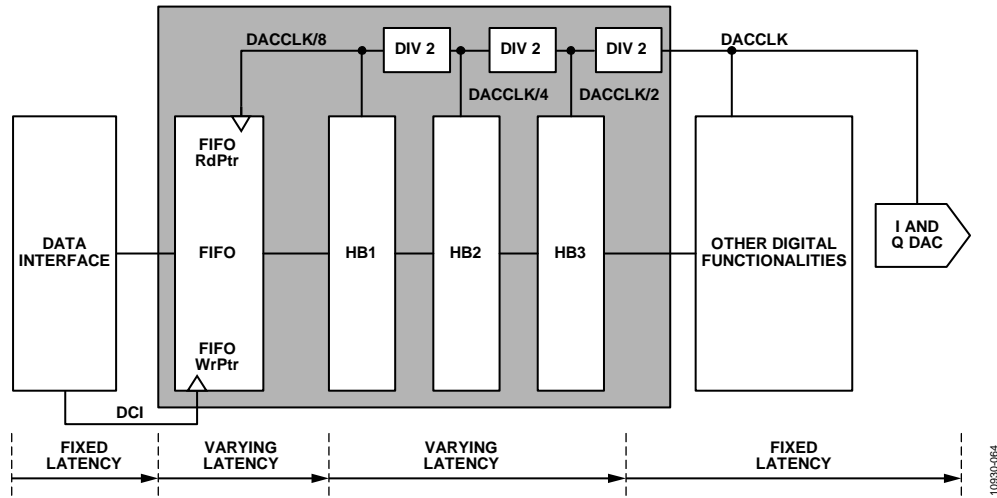 DACCLK/8
DIV 2
DIV 2
DIV 2
DACCLK
DACCLK/4
DACCLK/2
DATA
INTERFACE
FIFO
RdPtr
FIFO
FIFO
WrPtr
HB1
HB2
HB3
OTHER DIGITAL
FUNCTIONALITIES
I AND
Q DAC
DCI
FIXED
LATENCY
VARYING
LATENCY
VARYING
LATENCY
FIXED
LATENCY
10930-064